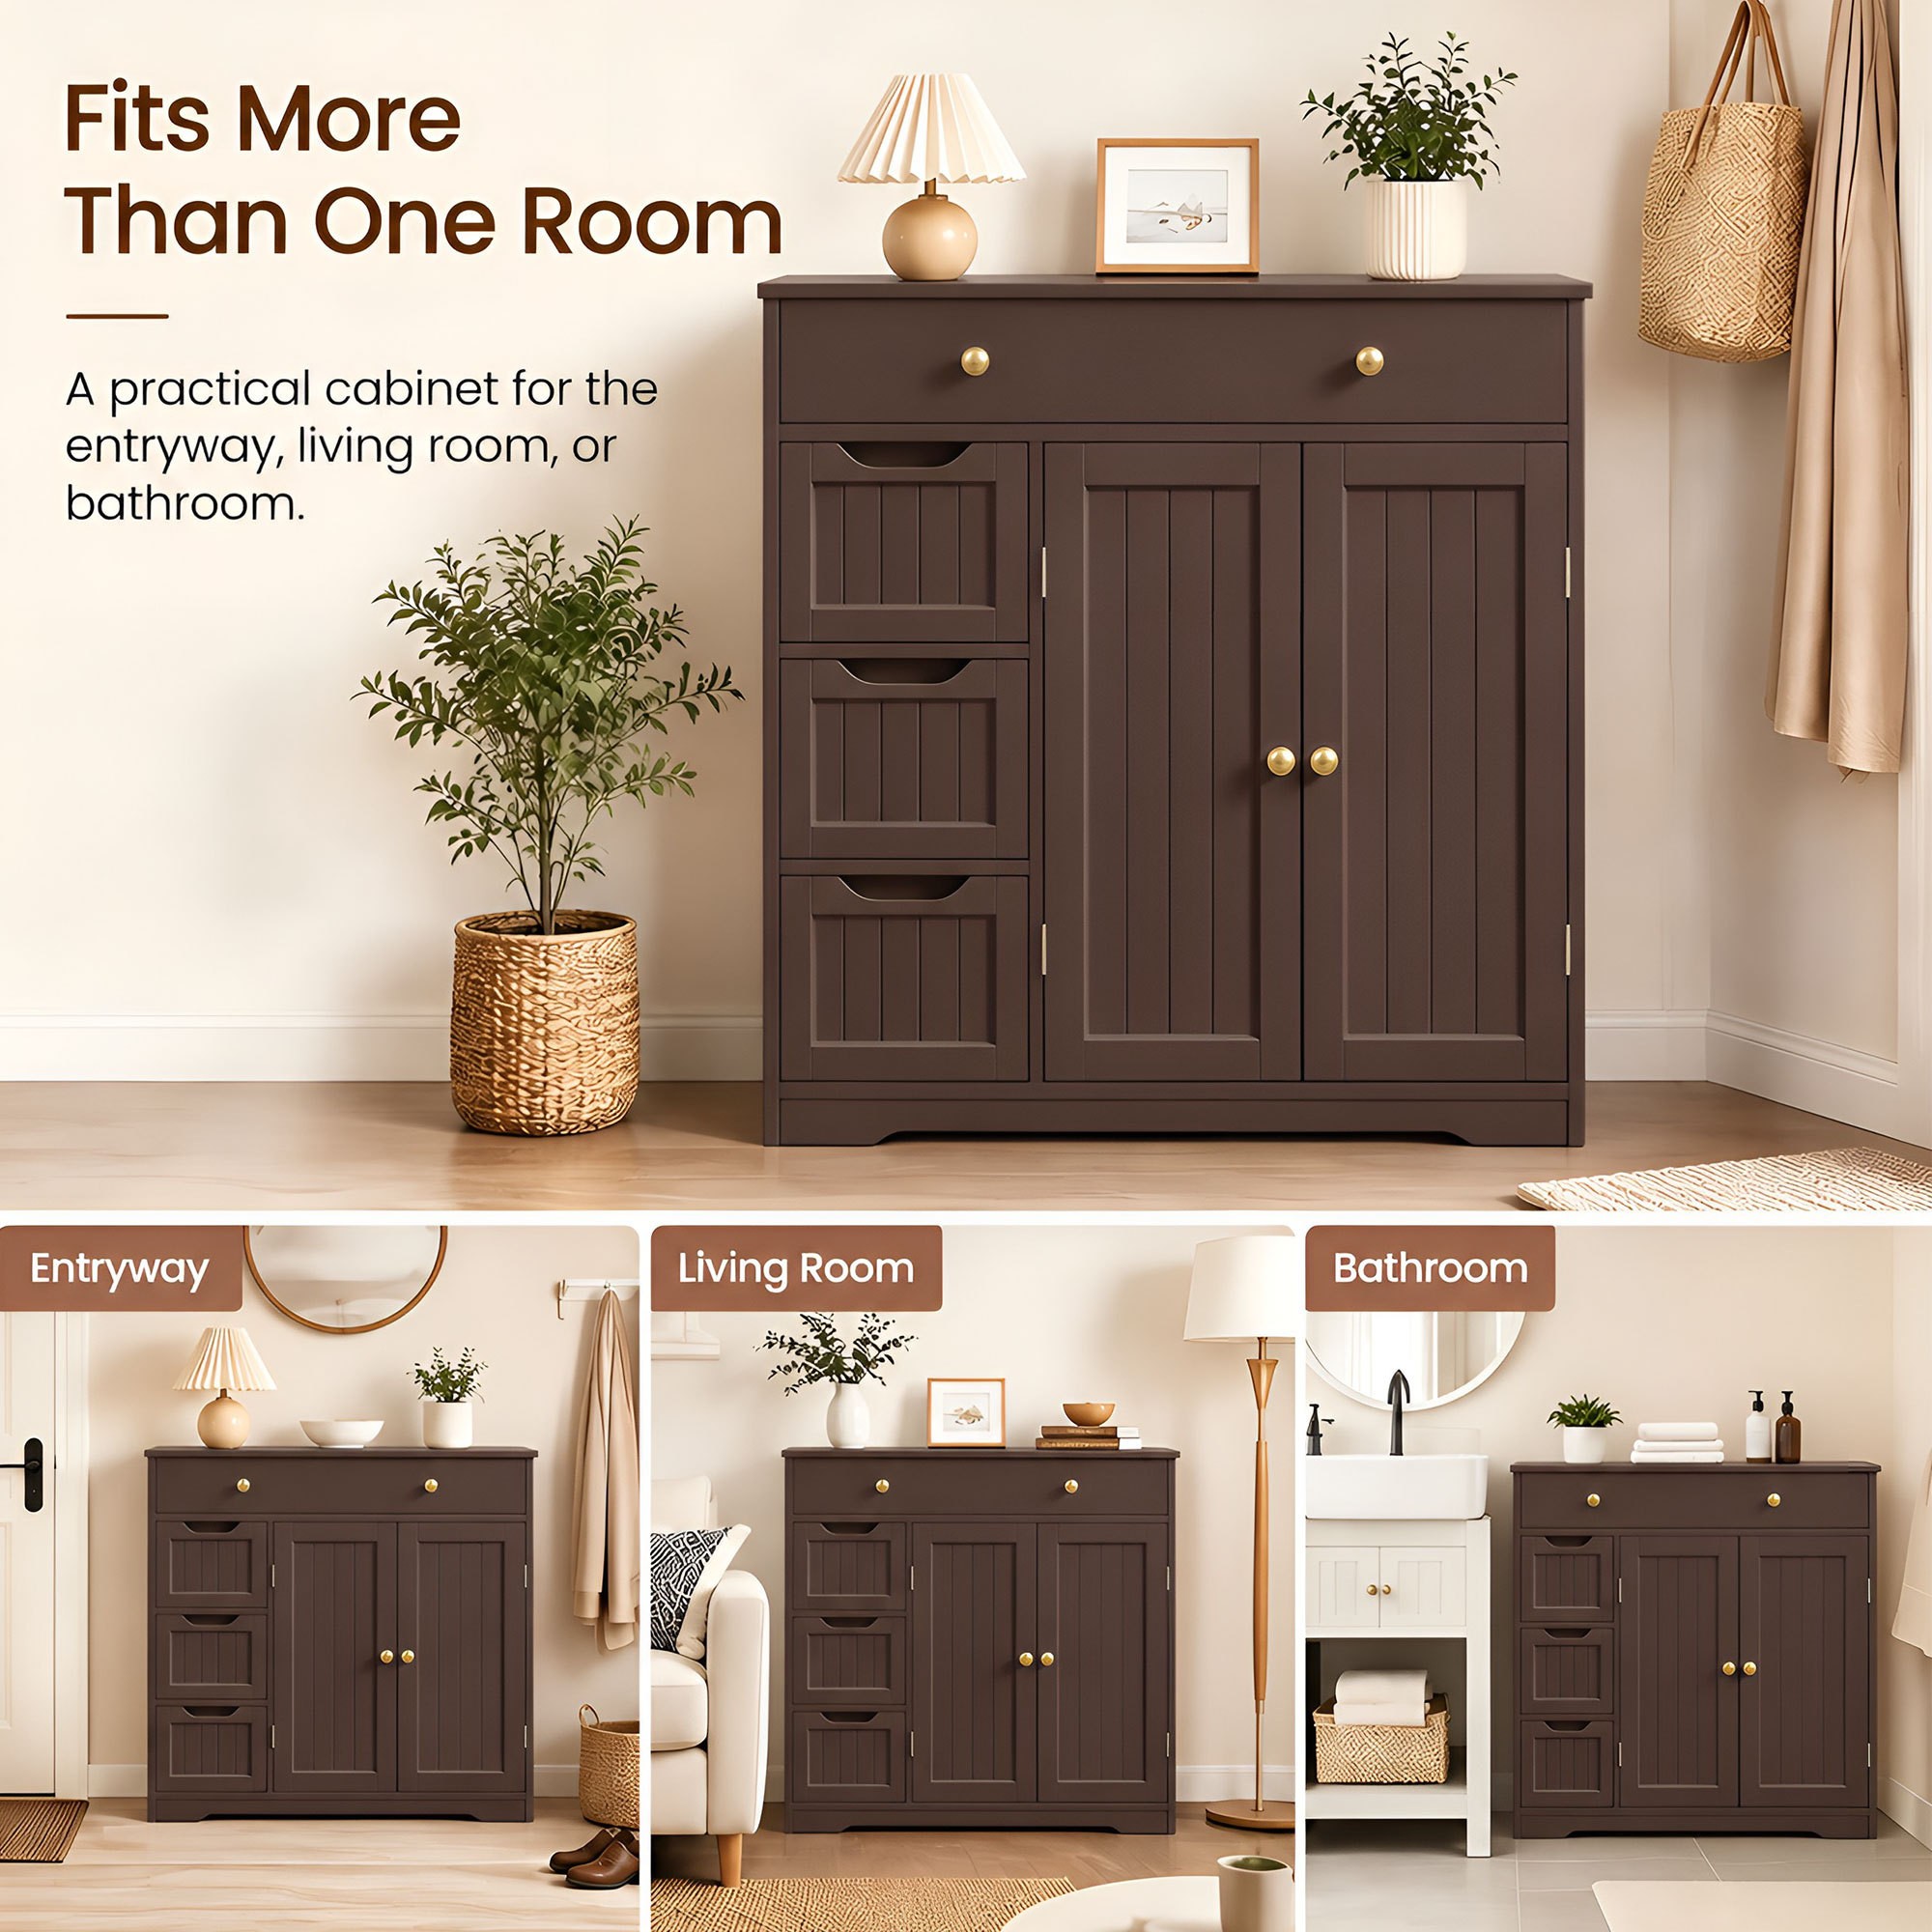 Fits More
Than One Room
A practical cabinet for the
entryway, living room, or
bathroom.
Entryway
Living Room
Bathroom